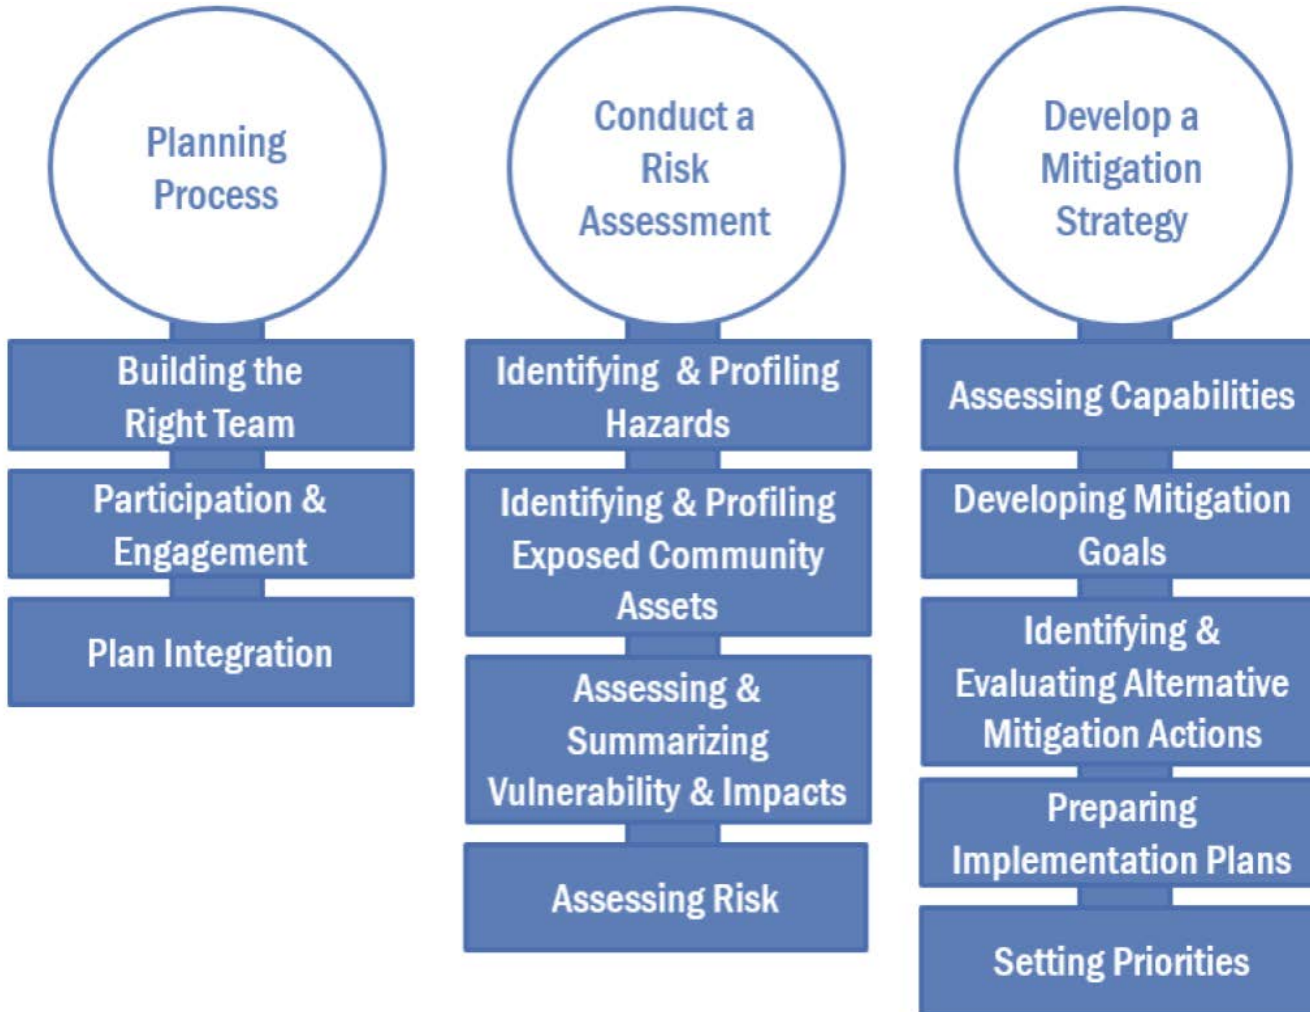 Planning
Process
Building the
Right Team
Participation &
Engagement
Plan Integration
Conduct a
Risk
Assessment
Identifying & Profiling
Hazards
Identifying & Profiling
Exposed Community
Assets
Assessing &
Summarizing
Vulnerability & Impacts
Assessing Risk
Develop a
Mitigation
Strategy
Assessing Capabilities
Developing Mitigation
Goals
Identifying &
Evaluating Alternative
Mitigation Actions
Preparing
Implementation Plans
Setting Priorities